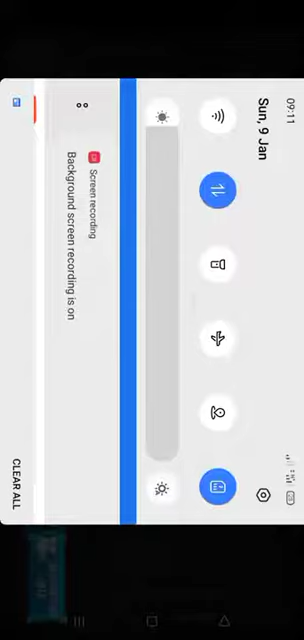 09:11
Sun, 9 Jan
Screen recording
Background screen recording is on
CLEAR ALL